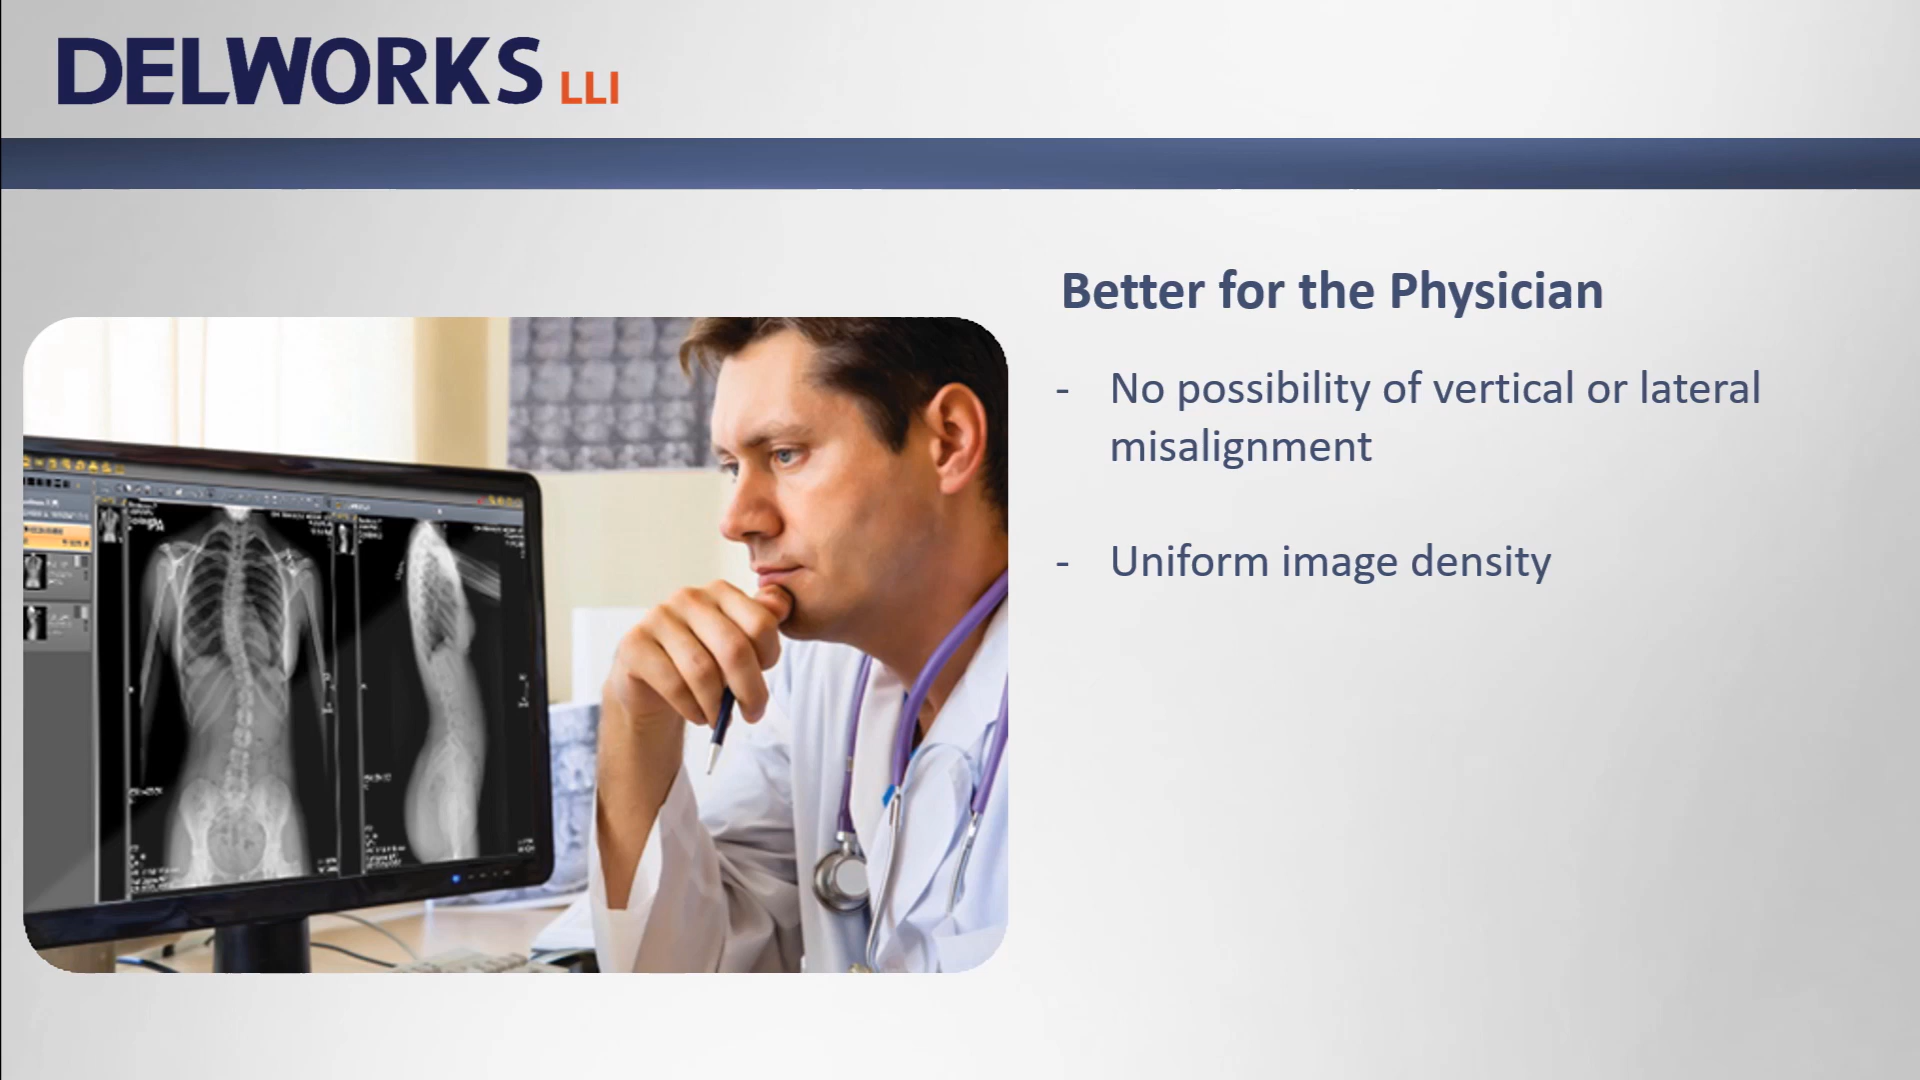 DELWORKS LLI
Better for the Physician
- No possibility of vertical or lateral
misalignment
- Uniform image density